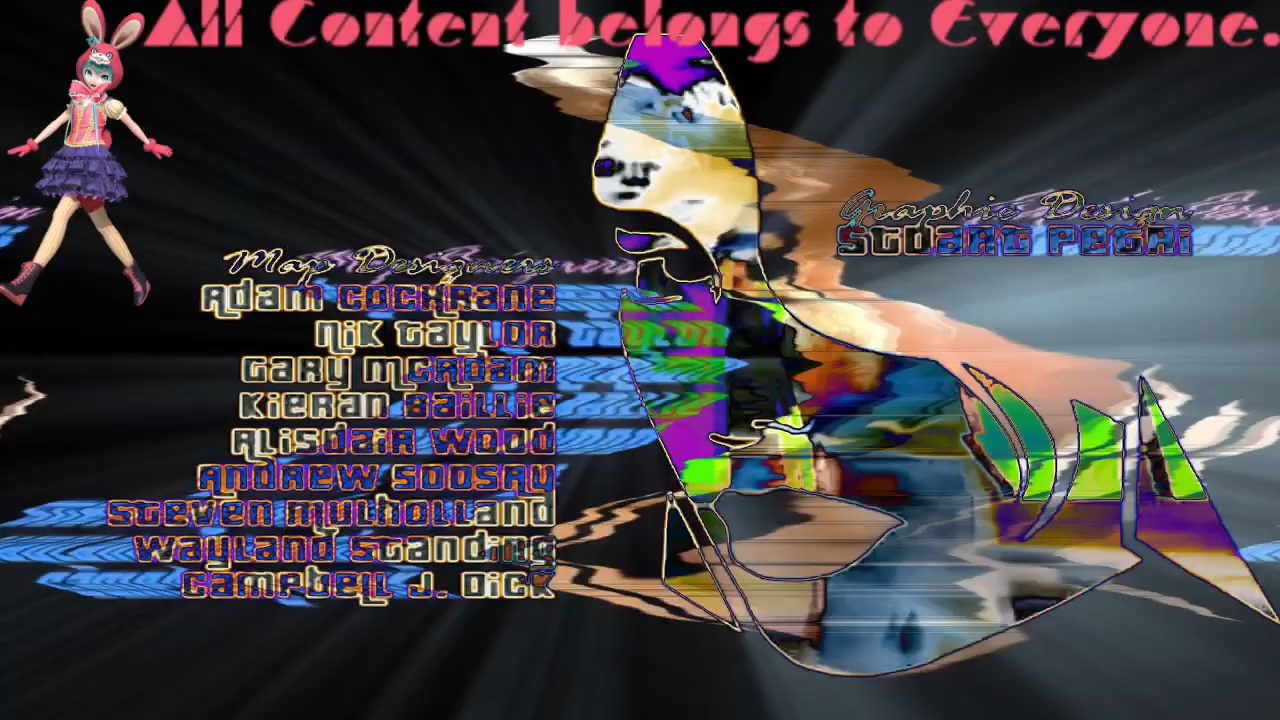 All Content belongs to Everyone.
Graphic Design
Stuart Petri
Map Designers
Adam Cochrane
Nik Taylor
Gary McAdam
Kieran Baillie
Alisdair Wood
Andrew Soosay
Steven Mulholland
Wayland Standing
Campbell J. Dick